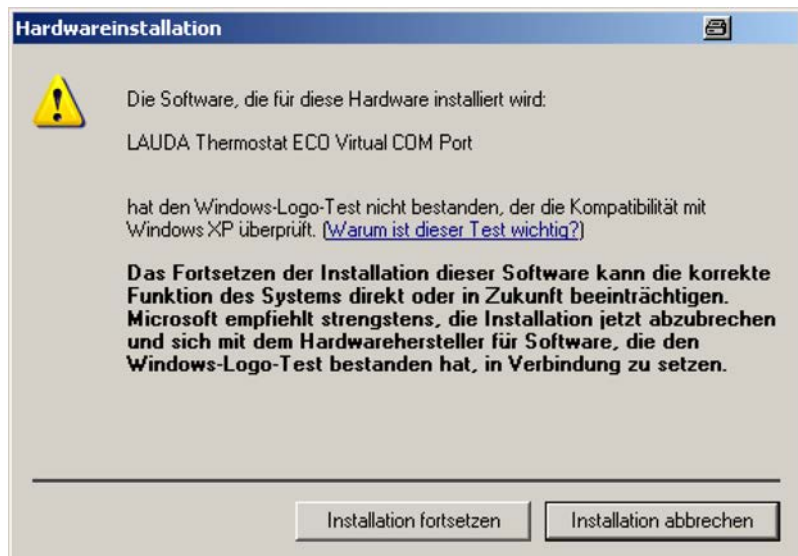 Hardwareinstallation
Die Software, die für diese Hardware installiert wird:
LAUDA Thermostat ECO Virtual COM Port
hat den Windows-Logo-Test nicht bestanden, der die Kompatibilität mit
Windows XP überprüft. (Warum ist dieser Test wichtig?)
Das Fortsetzen der Installation dieser Software kann die korrekte
Funktion des Systems direkt oder in Zukunft beeinträchtigen.
Microsoft empfiehlt strengstens, die Installation jetzt abzubrechen
und sich mit dem Hardwarehersteller für Software, die den
Windows-Logo-Test bestanden hat, in Verbindung zu setzen.
Installation fortsetzen
Installation abbrechen